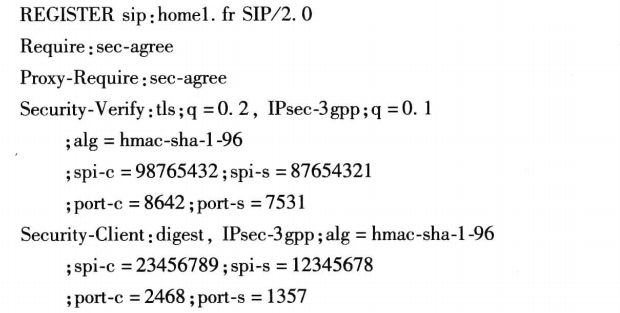 REGISTER sip:home1. fr SIP/2. 0
Require:sec-agree
Proxy-Require:sec-agree
Security-Verify:tls;q = 0. 2, IPsec-3gpp;q = 0. 1
;alg = hmac-sha-1-96
;spi-c = 98765432;spi-s = 87654321
;port-c = 8642;port-s = 7531
Security-Client:digest, IPsec-3gpp;alg = hmac-sha-1-96
;spi-c = 23456789;spi-s = 12345678
;port-c = 2468;port-s = 1357